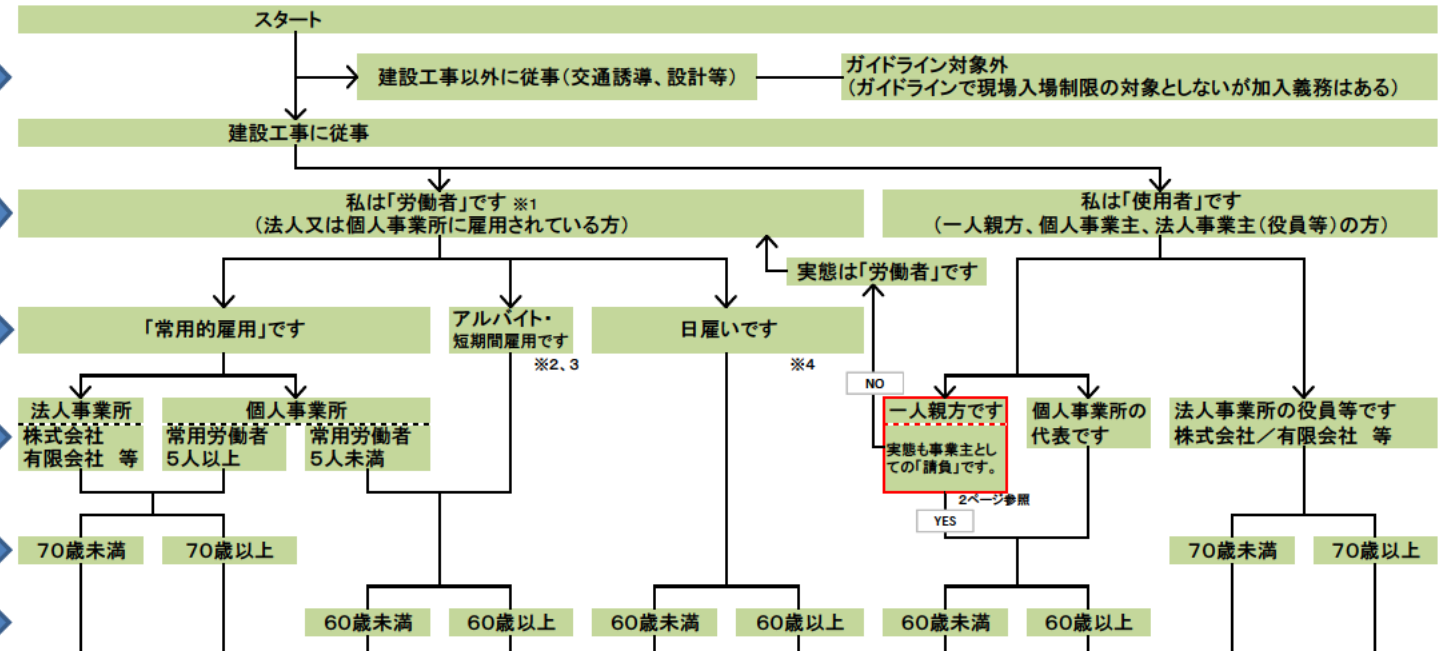 スタート
建設工事以外に従事(交通誘導、設計等)
ガイドライン対象外
(ガイドラインで現場入場制限の対象としないが加入義務はある)
建設工事に従事
私は「労働者」です ※1
(法人又は個人事業所に雇用されている方)
私は「使用者」です
(一人親方、個人事業主、法人事業主(役員等)の方)
実態は「労働者」です
「常用的雇用」です
アルバイト・
短期間雇用です
※2、3
日雇いです
※4
NO
法人事業所
株式会社
有限会社 等
個人事業所
常用労働者
5人以上
常用労働者
5人未満
一人親方です
実態も事業主とし
ての「請負」です。
2ページ参照
YES
個人事業所の
代表です
法人事業所の役員等です
株式会社/有限会社 等
70歳未満
70歳以上
70歳未満
70歳以上
60歳未満
60歳以上
60歳未満
60歳以上
60歳未満
60歳以上